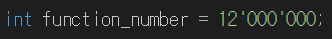 int function_number = 12'000'000;